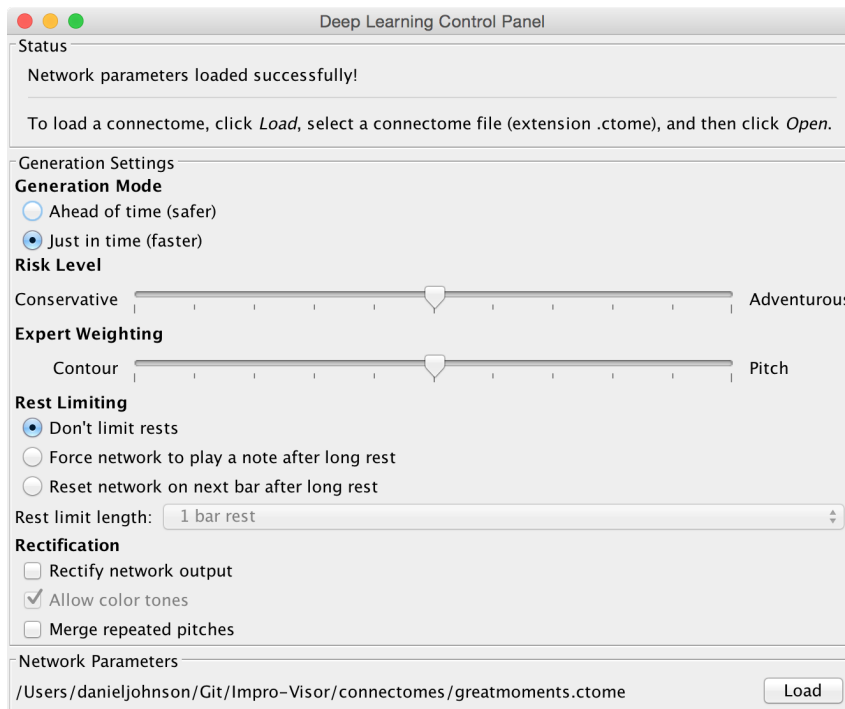 Deep Learning Control Panel
Status
Network parameters loaded successfully!
To load a connectome, click Load, select a connectome file (extension .ctome), and then click Open.
Generation Settings
Generation Mode
Ahead of time (safer)
Just in time (faster)
Risk Level
Conservative Adventurous
Expert Weighting
Contour Pitch
Rest Limiting
Don't limit rests
Force network to play a note after long rest
Reset network on next bar after long rest
Rest limit length: 1 bar rest
Rectification
Rectify network output
Allow color tones
Merge repeated pitches
Network Parameters
/Users/danieljohnson/Git/Impro-Visor/connectomes/greatmoments.ctome Load